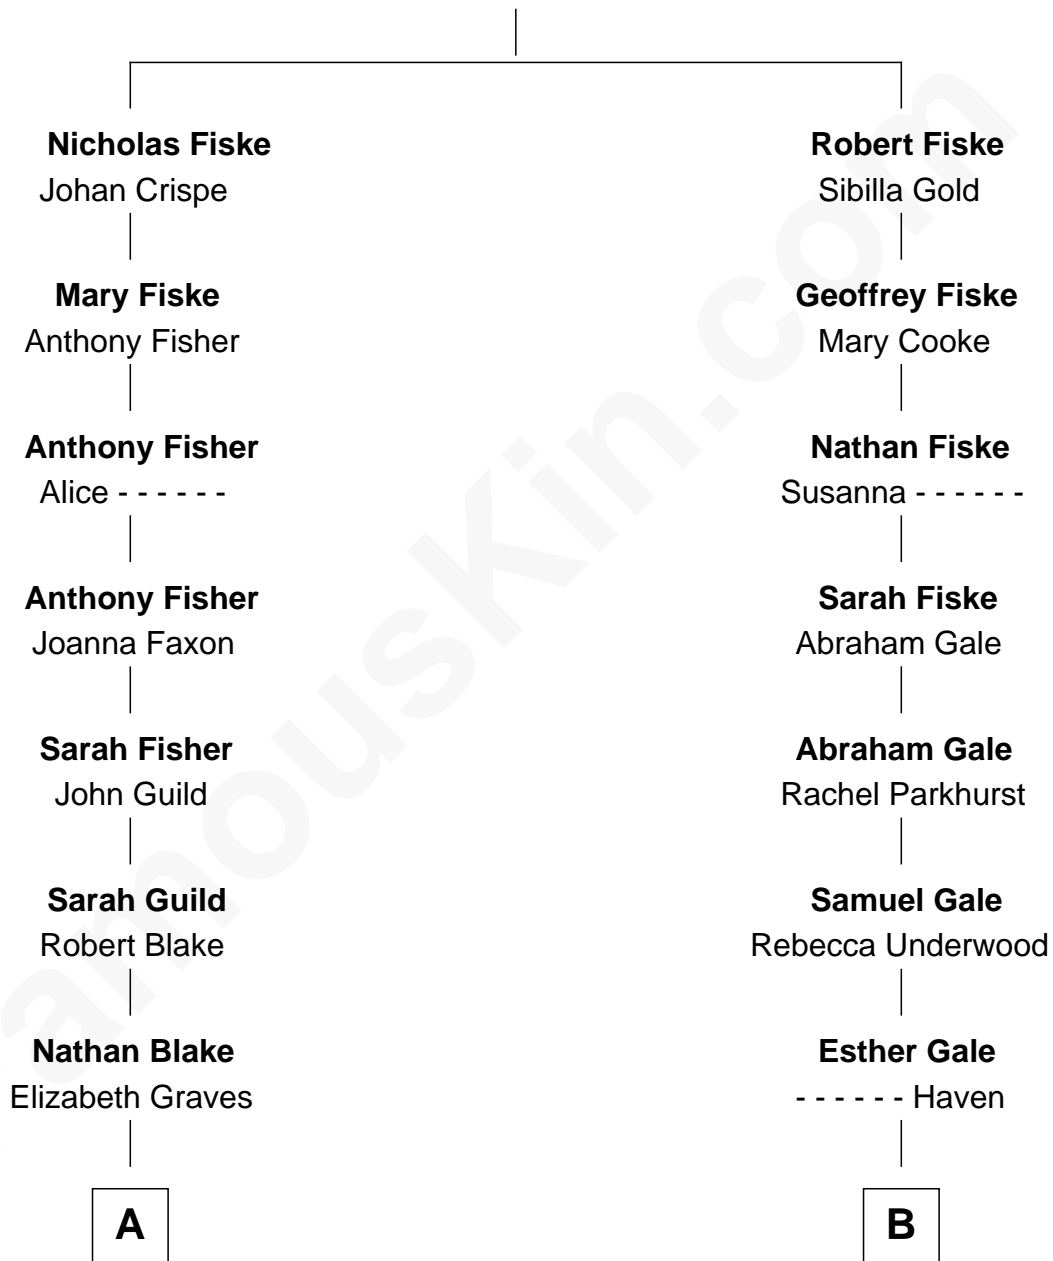 Nicholas Fiske
Johan Crispe
Mary Fiske
Anthony Fisher
Anthony Fisher
Alice - - - - - -
Anthony Fisher
Joanna Faxon
Sarah Fisher
John Guild
Sarah Guild
Robert Blake
Nathan Blake
Elizabeth Graves
A
Robert Fiske
Sibilla Gold
Geoffrey Fiske
Mary Cooke
Nathan Fiske
Susanna - - - - - -
Sarah Fiske
Abraham Gale
Abraham Gale
Rachel Parkhurst
Samuel Gale
Rebecca Underwood
Esther Gale
- - - - - - Haven
B
amouskin.com